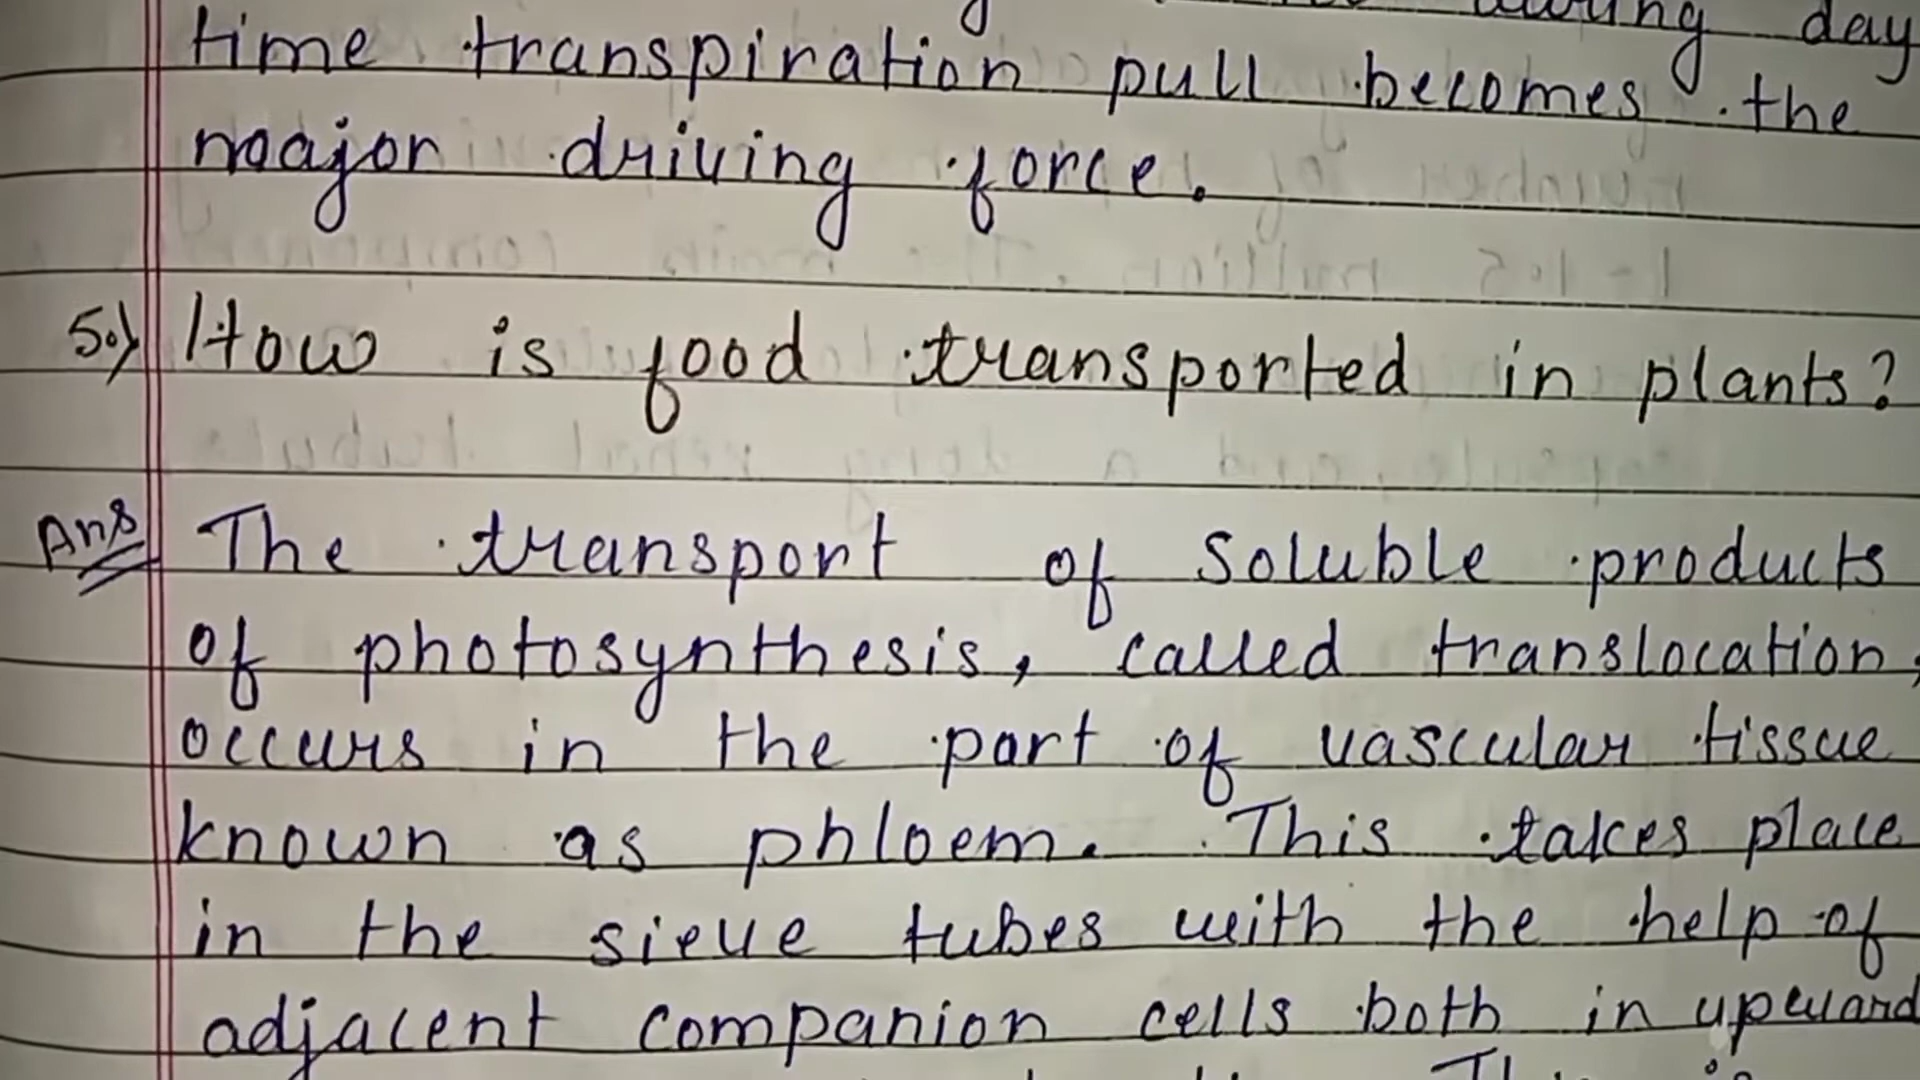 during day
time transpiration pull becomes the
major driving force.
5.) How is food transported in plants?
Ans The transport of soluble products
of photosynthesis, called translocation,
occurs in the part of vascular tissue
known as phloem. This takes place
in the sieve tubes with the help of
adjacent companion cells both in upward